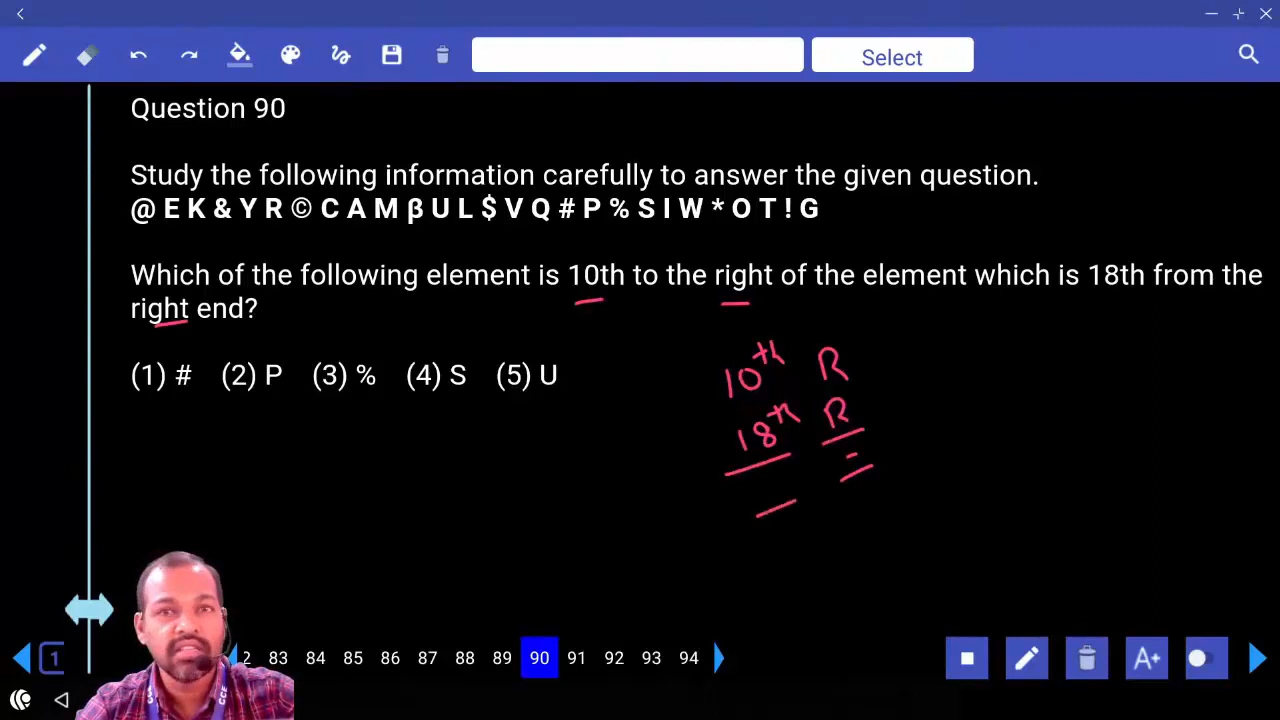 Select
Question 90
Study the following information carefully to answer the given question.
@ E K & Y R © C A M β U L $ V Q # P % S I W * O T ! G
Which of the following element is 10th to the right of the element which is 18th from the
right end?
(1) # (2) P (3) % (4) S (5) U
10th R
18th R
=
1 2 83 84 85 86 87 88 89 90 91 92 93 94 A+
CCE